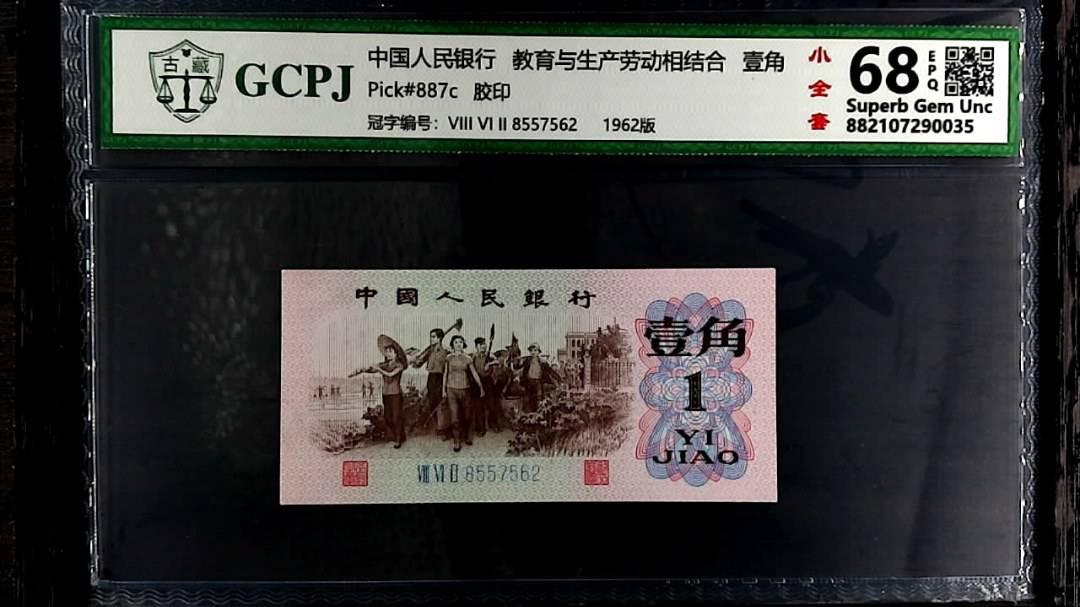 古藏
GCPJ
中国人民银行 教育与生产劳动相结合 壹角
Pick#887c 胶印
冠字编号：VIII VI II 8557562 1962版
小全套
68
EPQ
Superb Gem Unc
882107290035
中國人民銀行
壹角
1
YI
JIAO
VIII VI II 8557562